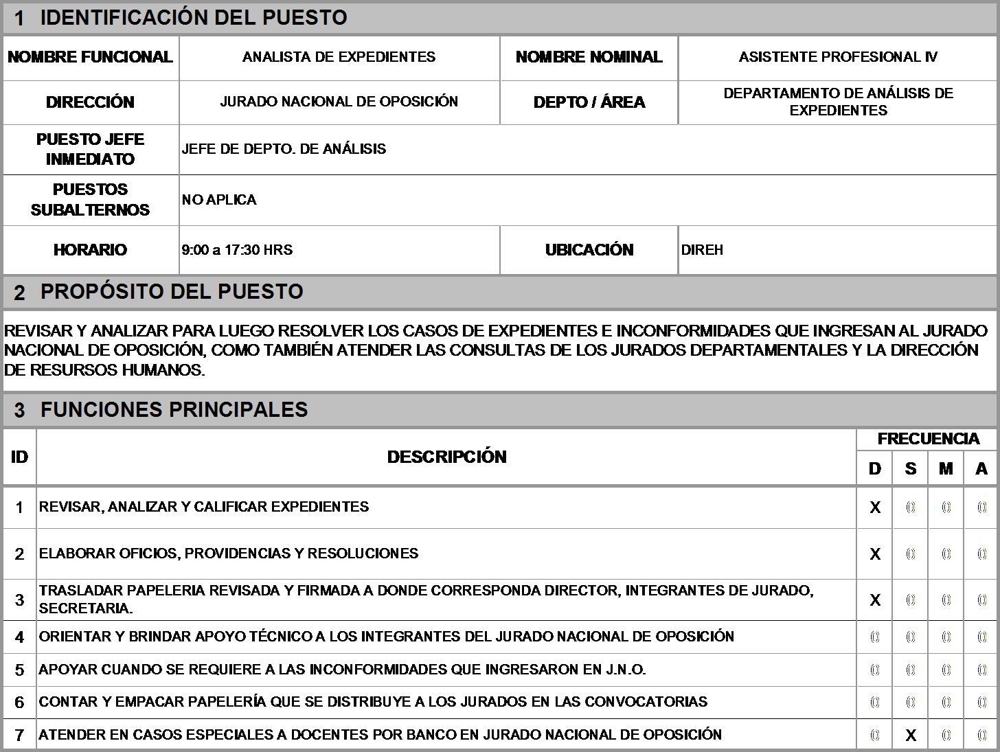 1 IDENTIFICACIÓN DEL PUESTO
NOMBRE FUNCIONAL ANALISTA DE EXPEDIENTES NOMBRE NOMINAL ASISTENTE PROFESIONAL IV
DIRECCIÓN JURADO NACIONAL DE OPOSICIÓN DEPTO / ÁREA DEPARTAMENTO DE ANÁLISIS DE
EXPEDIENTES
PUESTO JEFE
INMEDIATO
JEFE DE DEPTO. DE ANÁLISIS
PUESTOS
SUBALTERNOS
NO APLICA
HORARIO 9:00 a 17:30 HRS UBICACIÓN DIREH
2 PROPÓSITO DEL PUESTO
REVISAR Y ANALIZAR PARA LUEGO RESOLVER LOS CASOS DE EXPEDIENTES E INCONFORMIDADES QUE INGRESAN AL JURADO
NACIONAL DE OPOSICIÓN, COMO TAMBIÉN ATENDER LAS CONSULTAS DE LOS JURADOS DEPARTAMENTALES Y LA DIRECCIÓN
DE RESURSOS HUMANOS.
3 FUNCIONES PRINCIPALES
ID DESCRIPCIÓN FRECUENCIA
D S M A
1 REVISAR, ANALIZAR Y CALIFICAR EXPEDIENTES X 0 0 0
2 ELABORAR OFICIOS, PROVIDENCIAS Y RESOLUCIONES X 0 0 0
3 TRASLADAR PAPELERIA REVISADA Y FIRMADA A DONDE CORRESPONDA DIRECTOR, INTEGRANTES DE JURADO,
SECRETARIA. X 0 0 0
4 ORIENTAR Y BRINDAR APOYO TÉCNICO A LOS INTEGRANTES DEL JURADO NACIONAL DE OPOSICIÓN 0 0 0 0
5 APOYAR CUANDO SE REQUIERE A LAS INCONFORMIDADES QUE INGRESARON EN J.N.O. 0 0 0 0
6 CONTAR Y EMPACAR PAPELERÍA QUE SE DISTRIBUYE A LOS JURADOS EN LAS CONVOCATORIAS 0 0 0 0
7 ATENDER EN CASOS ESPECIALES A DOCENTES POR BANCO EN JURADO NACIONAL DE OPOSICIÓN 0 X 0 0